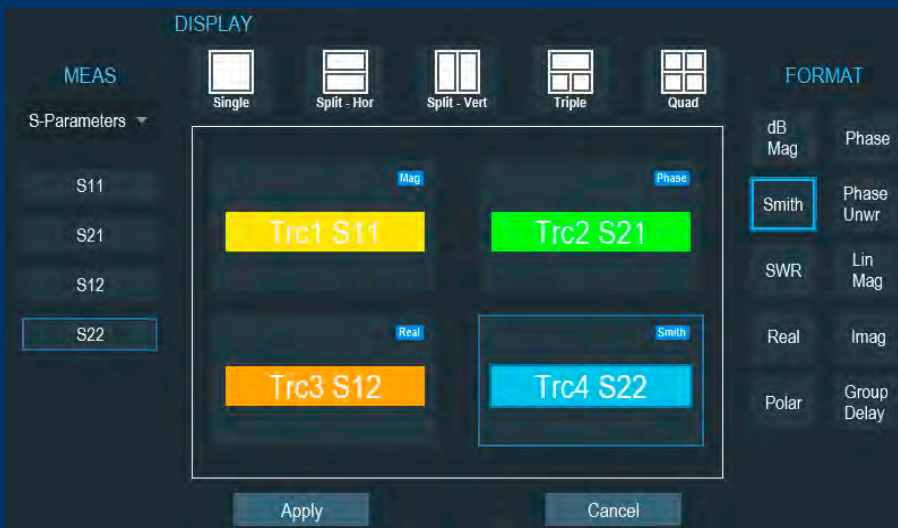 DISPLAY
MEAS
S-Parameters
S11
S21
S12
S22
Single
Split - Hor
Split - Vert
Triple
Quad
Mag
Trc1 S11
Phase
Trc2 S21
Real
Trc3 S12
Smith
Trc4 S22
Apply
Cancel
FORMAT
dB
Mag
Phase
Smith
Phase
Unwr
SWR
Lin
Mag
Real
Imag
Polar
Group
Delay